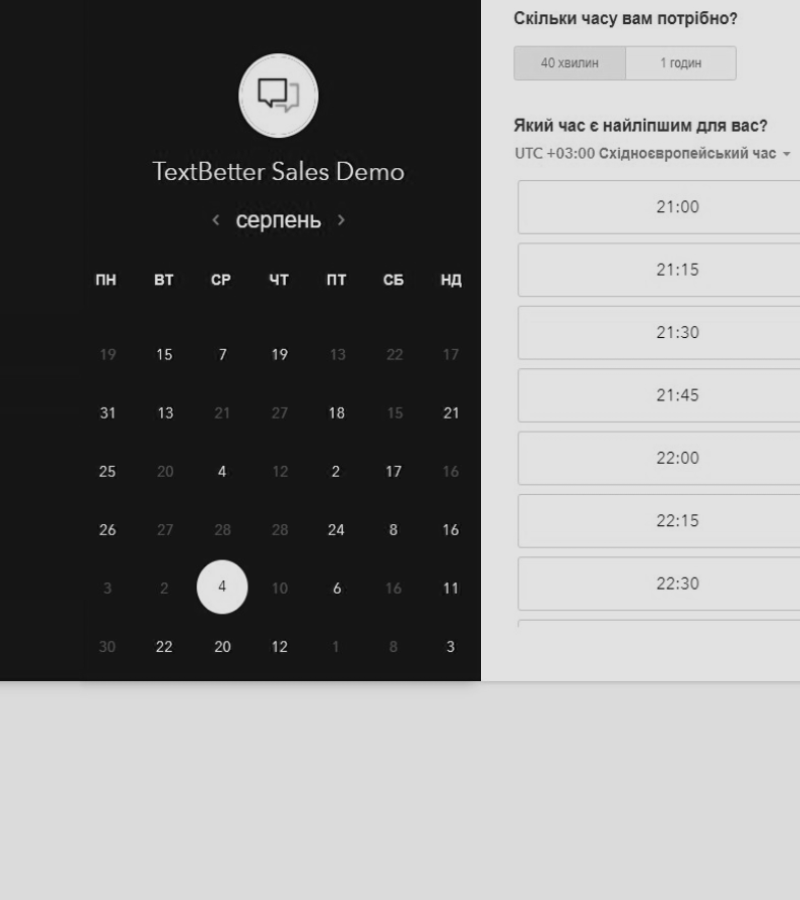 TextBetter Sales Demo
‹ серпень ›
ПН ВТ СР ЧТ ПТ СБ НД
19 15 7 19 13 22 17
31 13 21 27 18 15 21
25 20 4 12 2 17 16
26 27 28 28 24 8 16
3 2 4 10 6 16 11
30 22 20 12 1 8 3
Скільки часу вам потрібно?
40 хвилин 1 годин
Який час є найліпшим для вас?
UTC +03:00 Східноєвропейський час
21:00
21:15
21:30
21:45
22:00
22:15
22:30